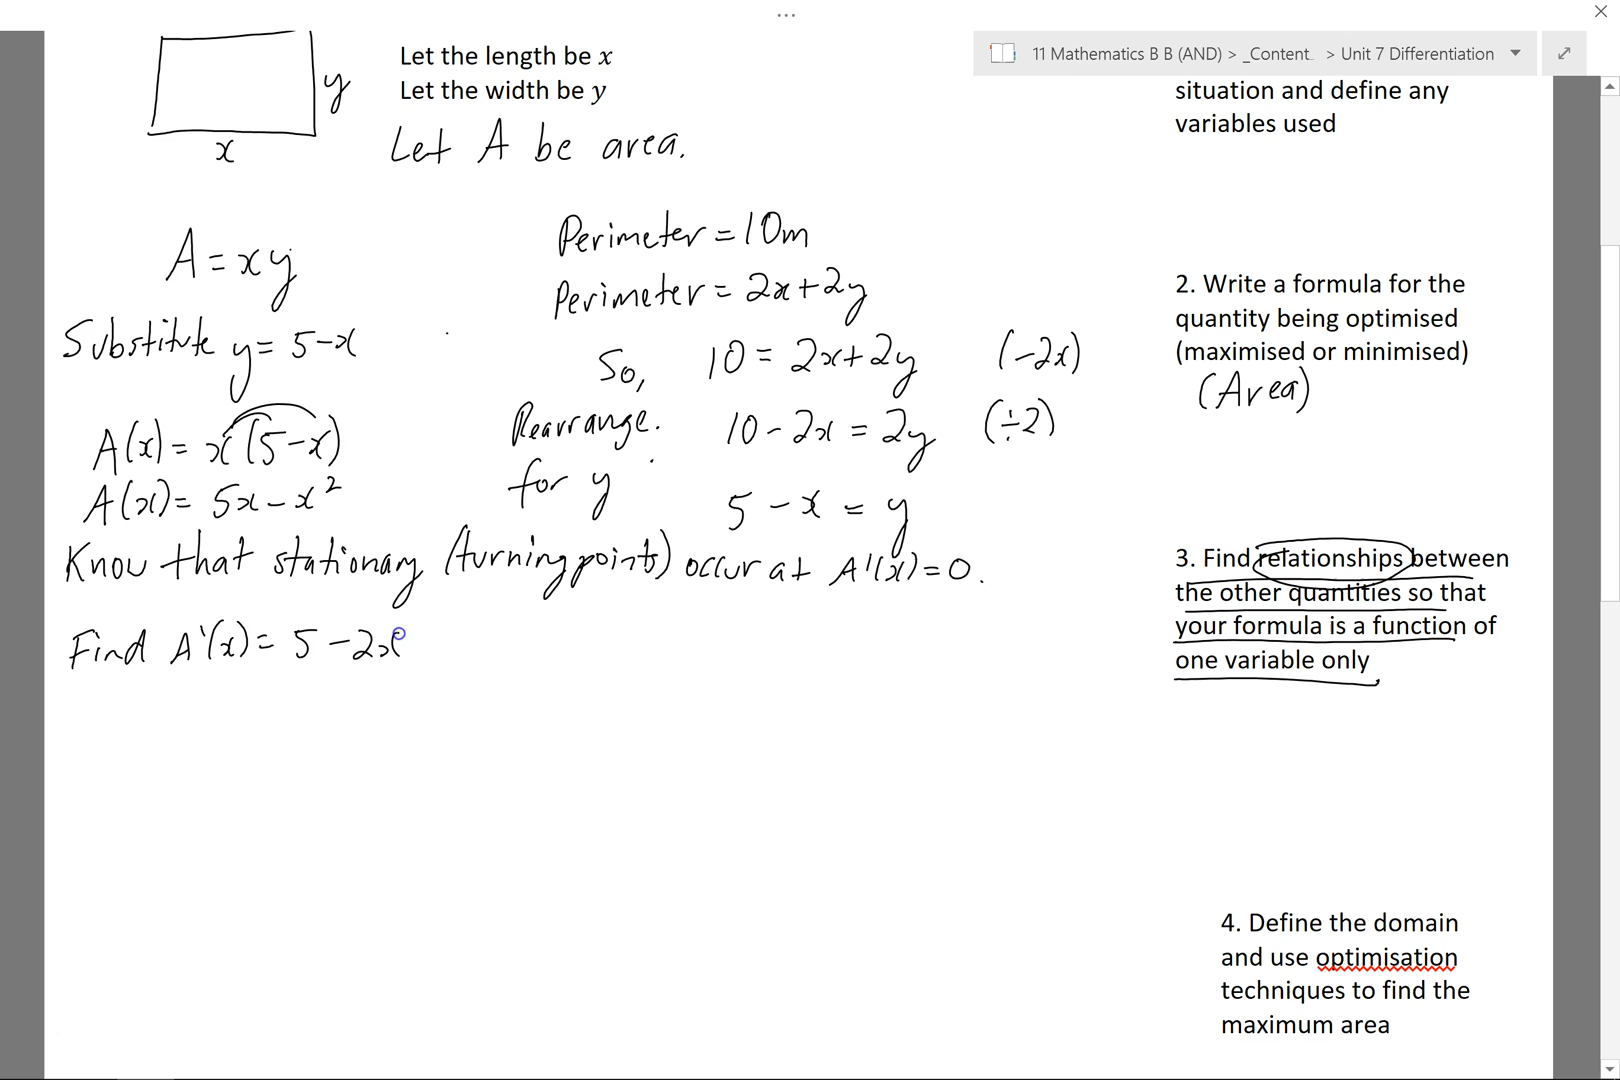 11 Mathematics B B (AND) > _Content. > Unit 7 Differentiation
Let the length be x
Let the width be y
Let A be area.
y
x
situation and define any
variables used
A = xy
Substitute y = 5-x
A(x) = x(5-x)
A(x) = 5x - x²
Perimeter = 10m
Perimeter = 2x+2y
So, 10 = 2x+2y (-2x)
Rearrange. 10 - 2x = 2y (÷2)
for y 5 - x = y
Know that stationary (turning points) occur at A'(x) = 0.
Find A'(x) = 5 - 2x
2. Write a formula for the
quantity being optimised
(maximised or minimised)
(Area)
3. Find relationships between
the other quantities so that
your formula is a function of
one variable only
4. Define the domain
and use optimisation
techniques to find the
maximum area